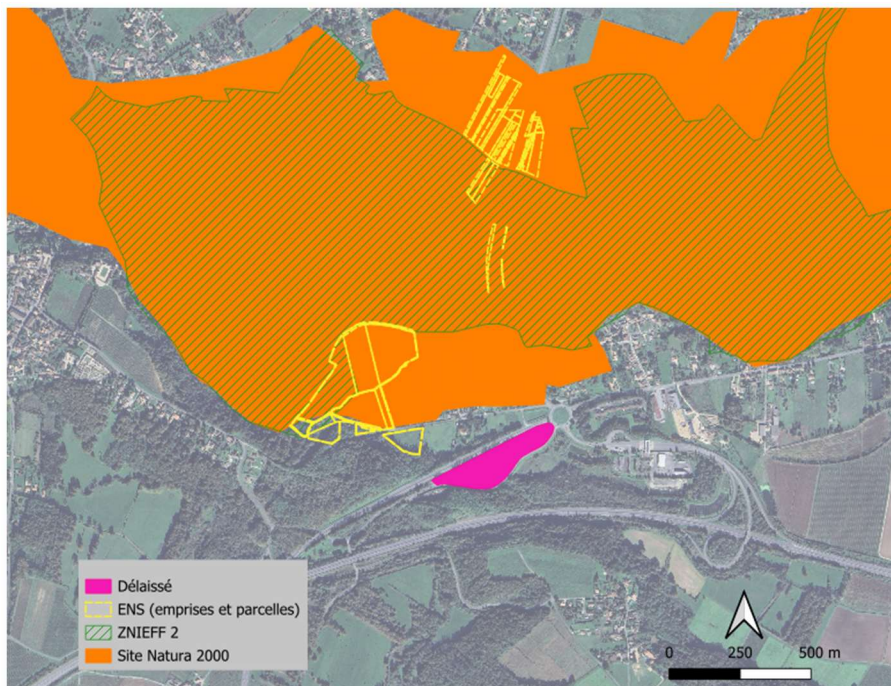 Délaissé
ENS (emprises et parcelles)
ZNIEFF 2
Site Natura 2000
0 250 500 m